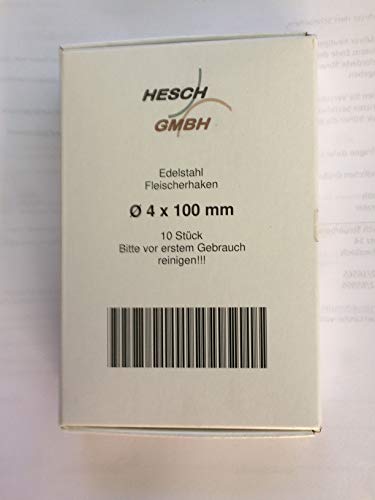 HESCH
GMBH
Edelstahl
Fleischerhaken
Ø 4 x 100 mm
10 Stück
Bitte vor erstem Gebrauch
reinigen!!!